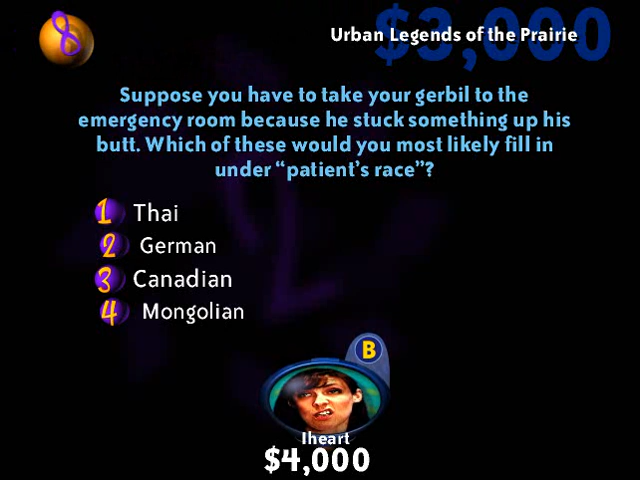 8
$3,000
Urban Legends of the Prairie
Suppose you have to take your gerbil to the
emergency room because he stuck something up his
butt. Which of these would you most likely fill in
under “patient’s race”?
1 Thai
2 German
3 Canadian
4 Mongolian
B
Iheart
$4,000